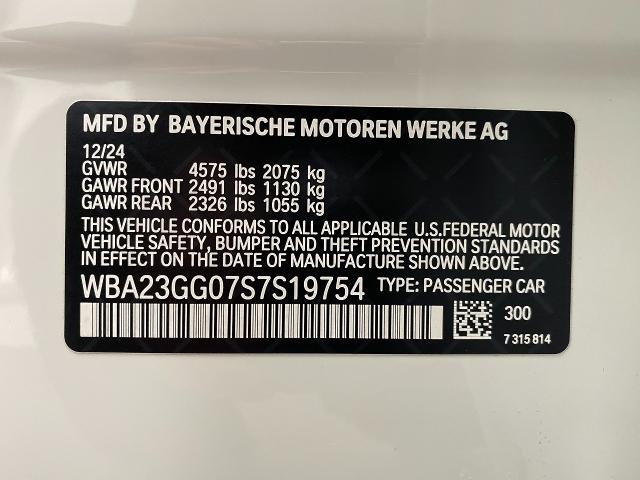 MFD BY BAYERISCHE MOTOREN WERKE AG
12/24
GVWR 4575 lbs 2075 kg
GAWR FRONT 2491 lbs 1130 kg
GAWR REAR 2326 lbs 1055 kg
THIS VEHICLE CONFORMS TO ALL APPLICABLE U.S.FEDERAL MOTOR
VEHICLE SAFETY, BUMPER AND THEFT PREVENTION STANDARDS
IN EFFECT ON THE DATE OF MANUFACTURE SHOWN ABOVE.
WBA23GG07S7S19754 TYPE: PASSENGER CAR
300
7 315 814